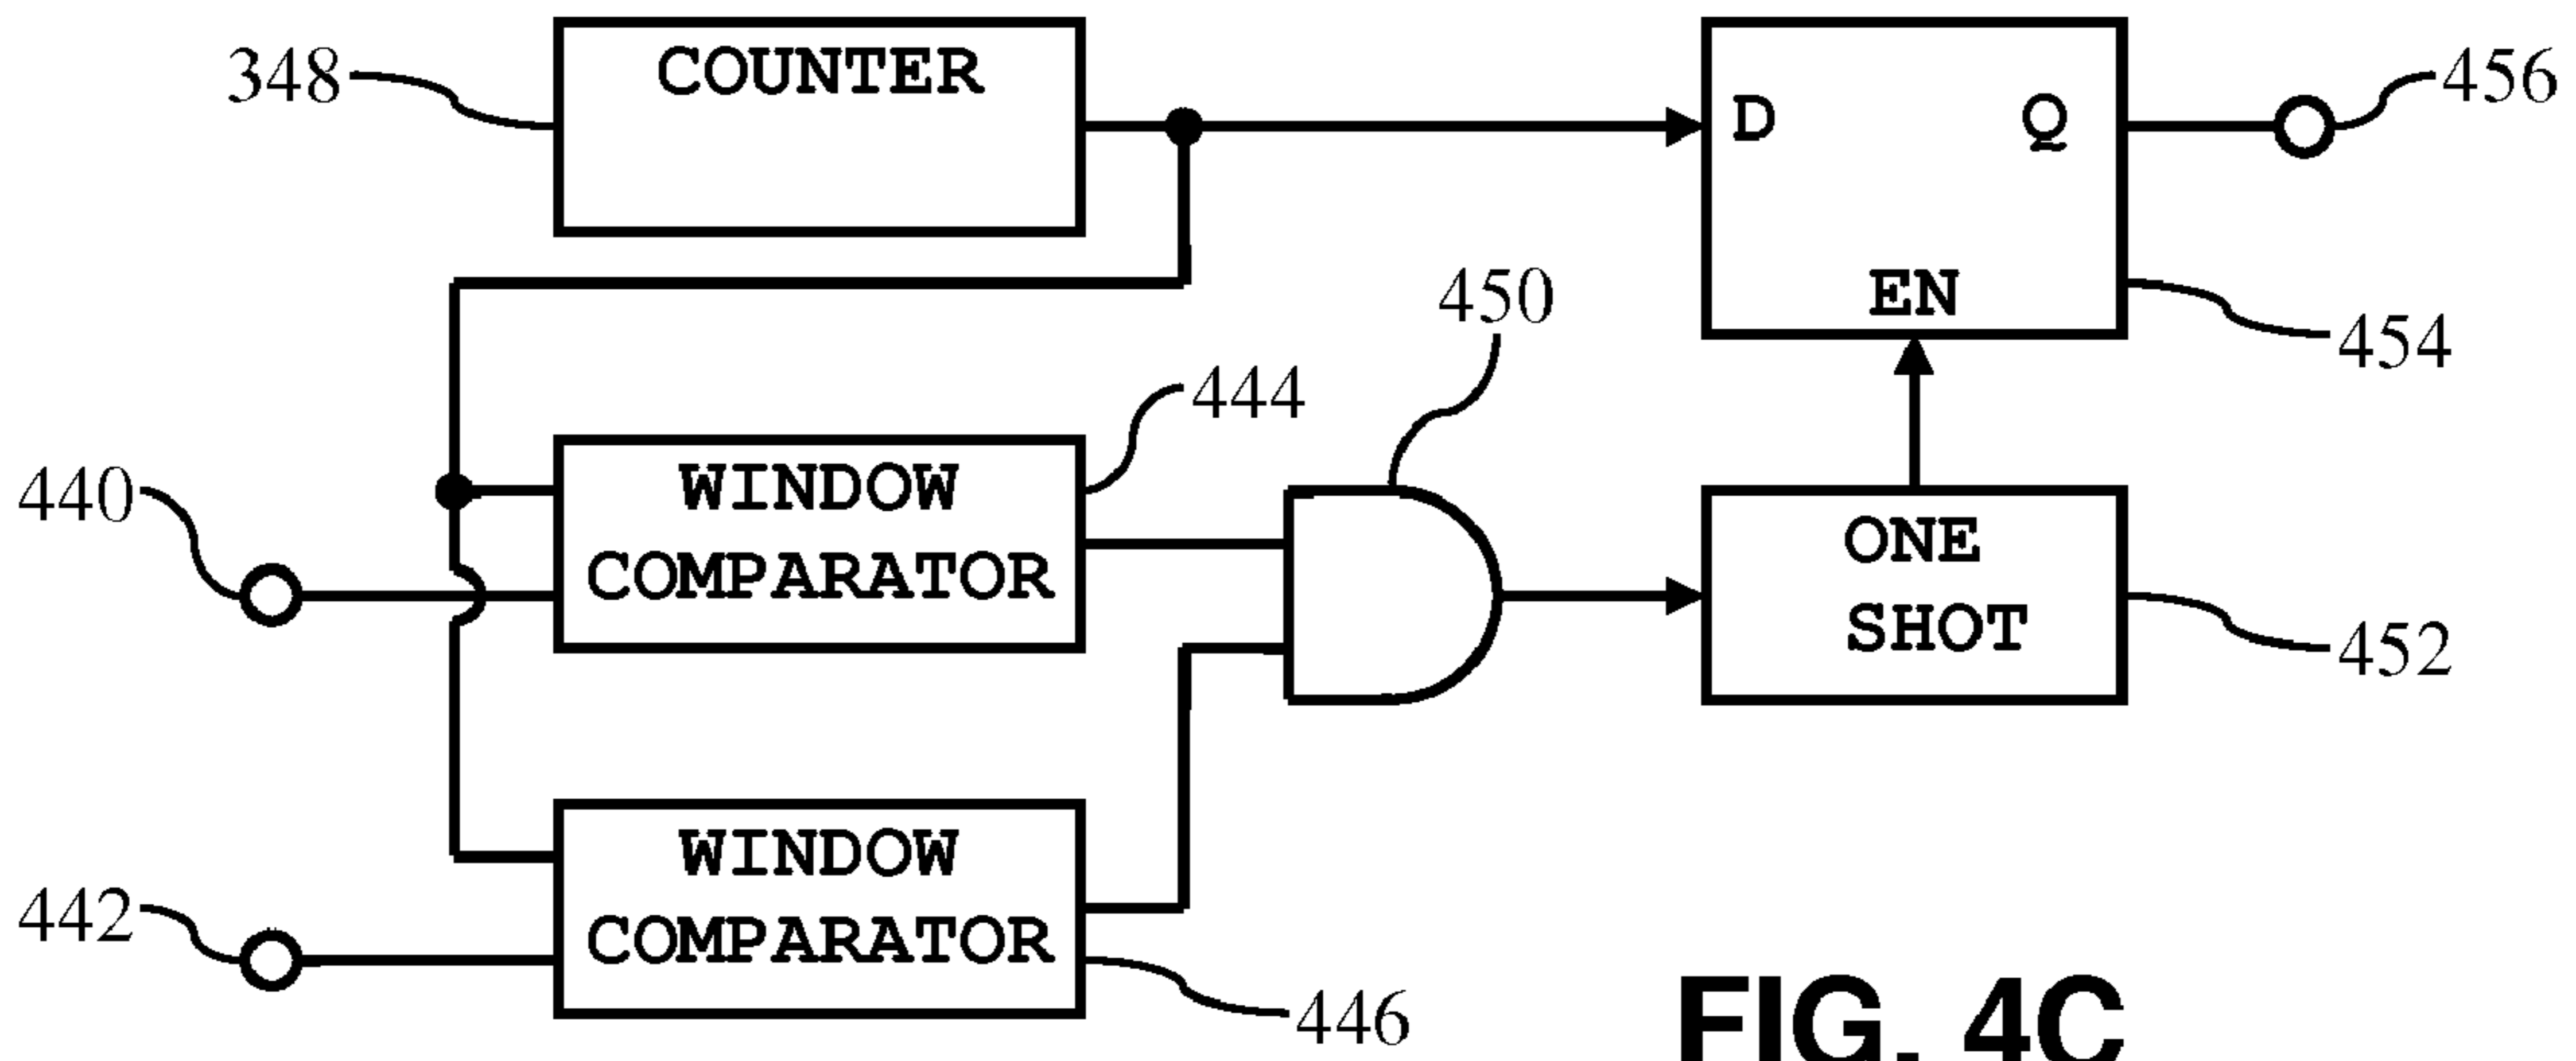 348
COUNTER
D
Q
EN
456
454
450
444
WINDOW
COMPARATOR
440
ONE
SHOT
452
WINDOW
COMPARATOR
442
446
FIG. 4C